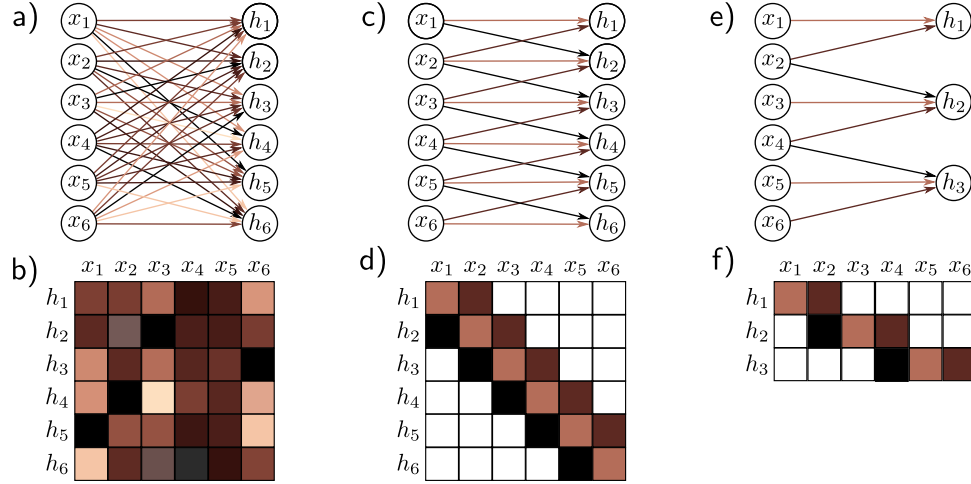 a)
x₁ h₁
x₂ h₂
x₃ h₃
x₄ h₄
x₅ h₅
x₆ h₆
c)
x₁ h₁
x₂ h₂
x₃ h₃
x₄ h₄
x₅ h₅
x₆ h₆
e)
x₁ h₁
x₂
x₃ h₂
x₄
x₅ h₃
x₆
b)
x₁ x₂ x₃ x₄ x₅ x₆
h₁
h₂
h₃
h₄
h₅
h₆
d)
x₁ x₂ x₃ x₄ x₅ x₆
h₁
h₂
h₃
h₄
h₅
h₆
f)
x₁ x₂ x₃ x₄ x₅ x₆
h₁
h₂
h₃